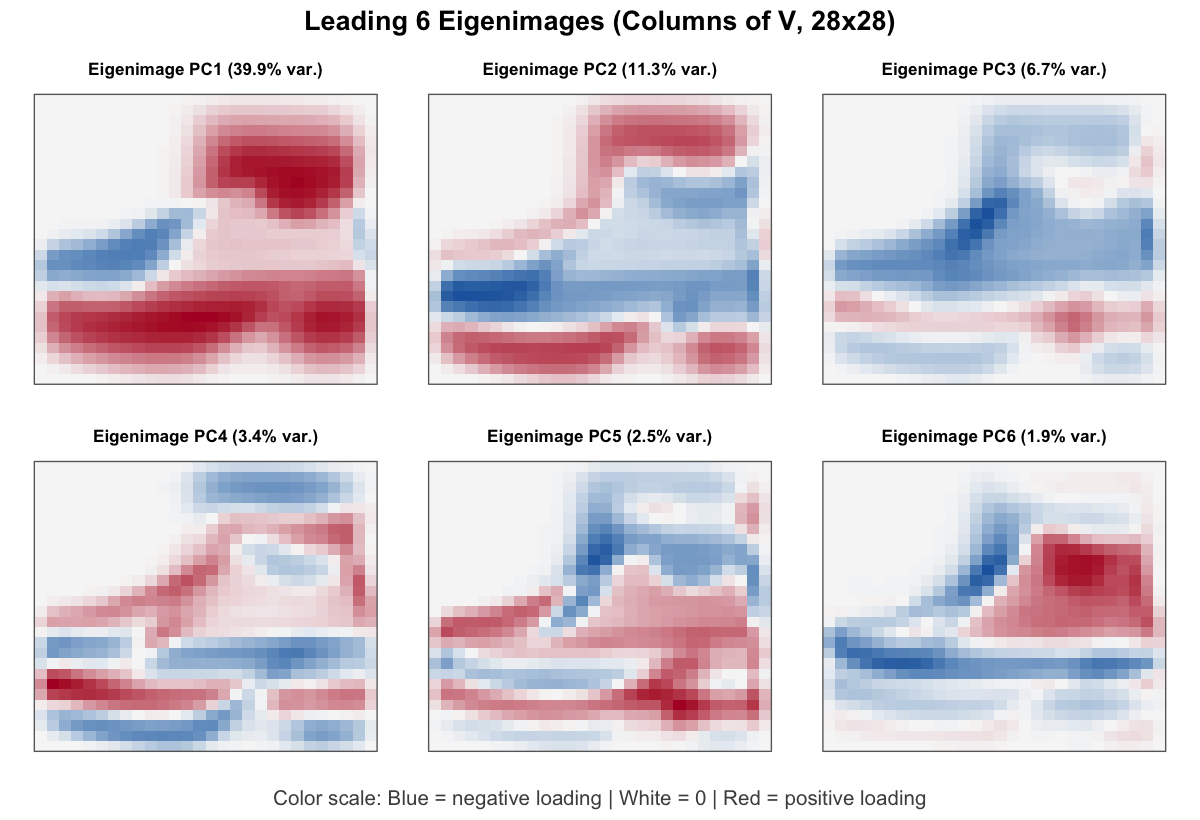 Leading 6 Eigenimages (Columns of V, 28x28)
Eigenimage PC1 (39.9% var.)
Eigenimage PC2 (11.3% var.)
Eigenimage PC3 (6.7% var.)
Eigenimage PC4 (3.4% var.)
Eigenimage PC5 (2.5% var.)
Eigenimage PC6 (1.9% var.)
Color scale: Blue = negative loading | White = 0 | Red = positive loading